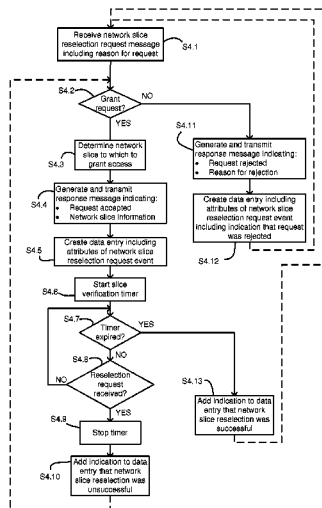 Receive network slice
reselection request message
including reason for request
S4.1
S4.2
Grant
request?
NO
YES
S4.3
Determine network
slice to which to
grant access
S4.11
Generate and transmit
response message indicating:
• Request rejected
• Reason for rejection
S4.4
Generate and transmit
response message indicating:
• Request accepted
• Network slice information
Create data entry including
attributes of network slice
reselection request event
including indication that request
was rejected
S4.12
S4.5
Create data entry including
attributes of network slice
reselection request event
S4.6
Start slice
verification timer
S4.7
Timer
expired?
YES
NO
S4.8
Reselection
request
received?
NO
YES
S4.13
Add indication to data
entry that network
slice reselection was
successful
S4.9
Stop timer
S4.10
Add indication to data
entry that network
slice reselection was
unsuccessful